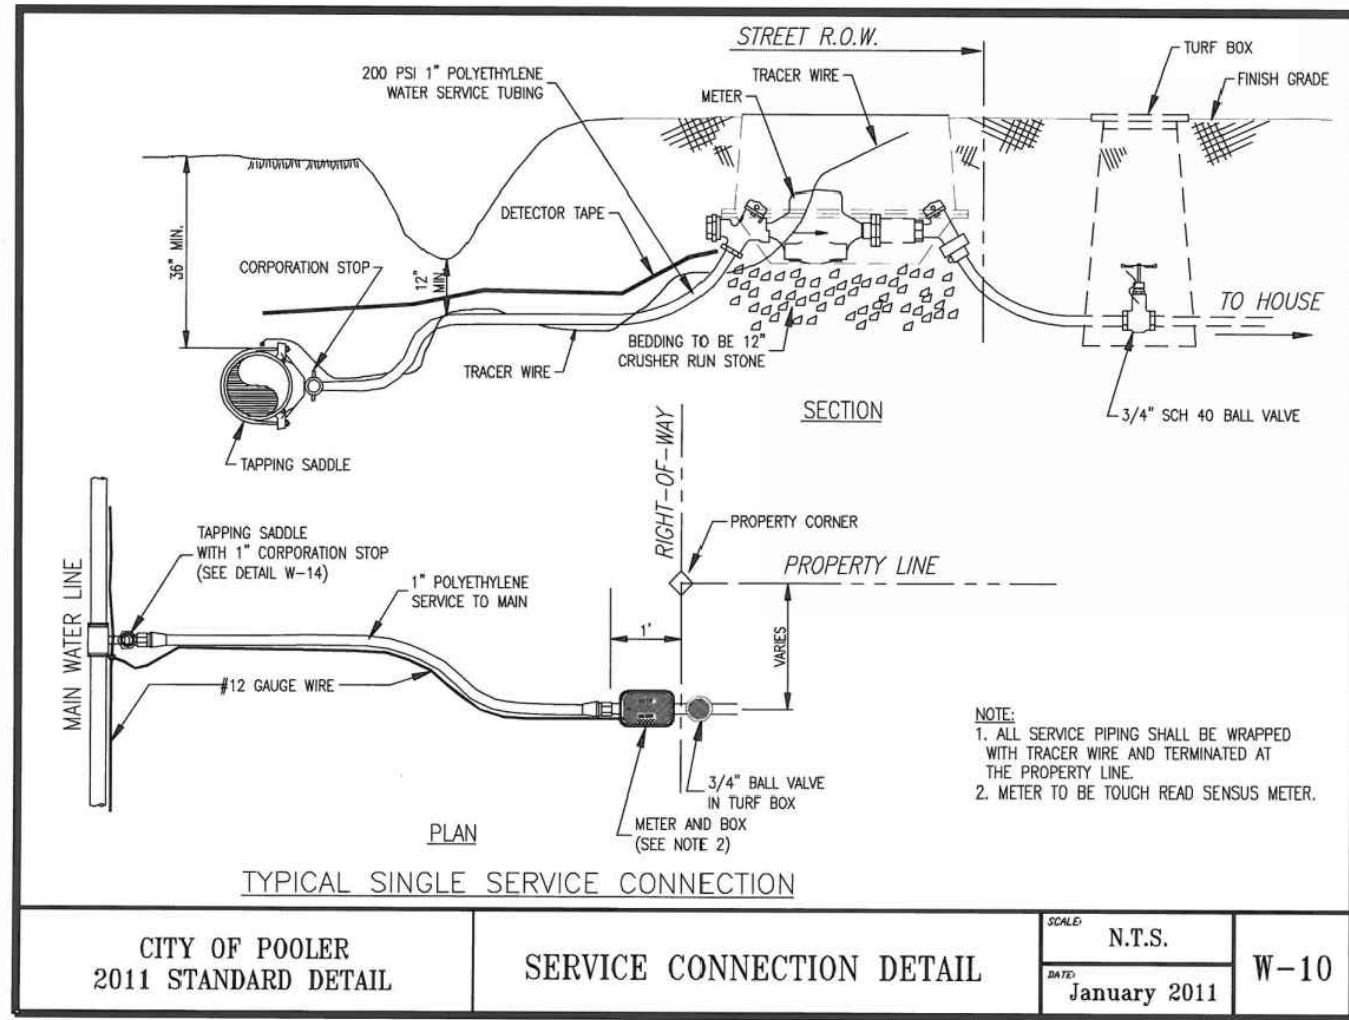 STREET R.O.W.
TURF BOX
200 PSI 1" POLYETHYLENE
WATER SERVICE TUBING
TRACER WIRE
FINISH GRADE
METER
DETECTOR TAPE
36" MIN.
CORPORATION STOP
12"
MIN.
TO HOUSE
BEDDING TO BE 12"
CRUSHER RUN STONE
TRACER WIRE
SECTION
3/4" SCH 40 BALL VALVE
TAPPING SADDLE
RIGHT-OF-WAY
PROPERTY CORNER
TAPPING SADDLE
WITH 1" CORPORATION STOP
(SEE DETAIL W-14)
PROPERTY LINE
1" POLYETHYLENE
SERVICE TO MAIN
MAIN WATER LINE
1'
VARIES
#12 GAUGE WIRE
NOTE:
1. ALL SERVICE PIPING SHALL BE WRAPPED
WITH TRACER WIRE AND TERMINATED AT
THE PROPERTY LINE.
2. METER TO BE TOUCH READ SENSUS METER.
3/4" BALL VALVE
IN TURF BOX
METER AND BOX
(SEE NOTE 2)
PLAN
TYPICAL SINGLE SERVICE CONNECTION
CITY OF POOLER
2011 STANDARD DETAIL
SERVICE CONNECTION DETAIL
SCALE:
N.T.S.
DATE:
January 2011
W-10